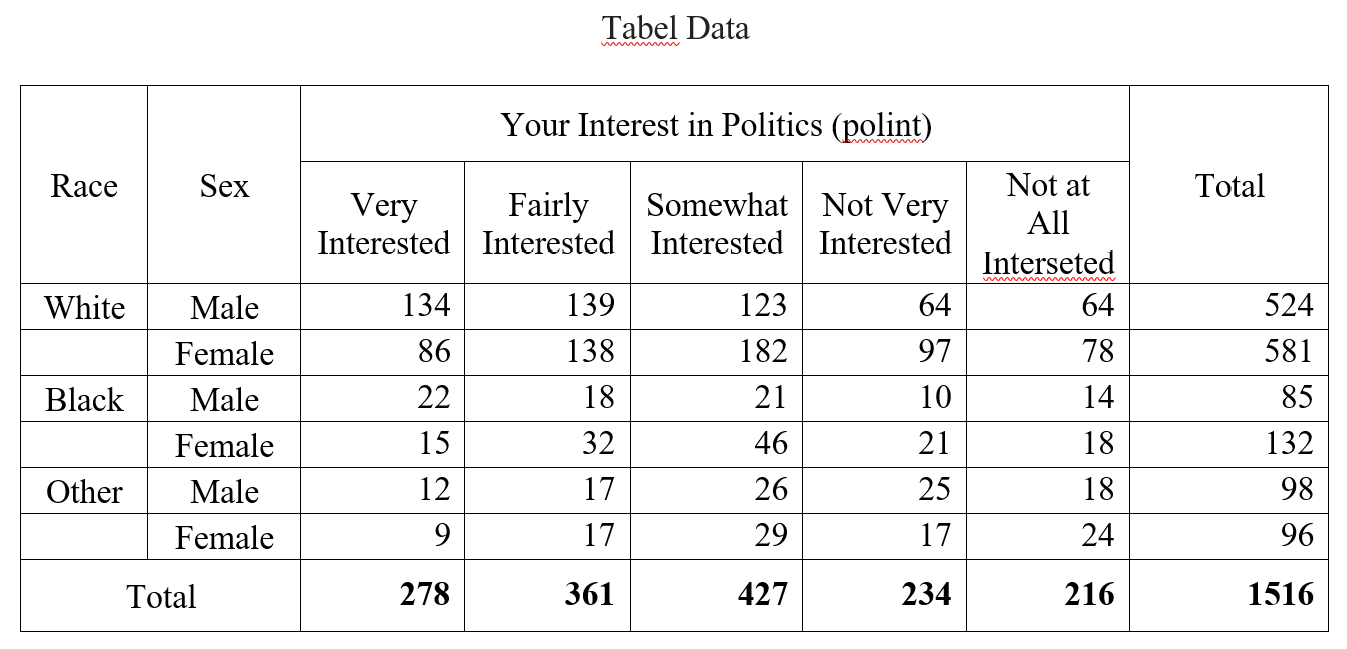 Tabel Data
Race Sex Your Interest in Politics (polint) Total
Very Interested Fairly Interested Somewhat Interested Not Very Interested Not at All Interseted
White Male 134 139 123 64 64 524
Female 86 138 182 97 78 581
Black Male 22 18 21 10 14 85
Female 15 32 46 21 18 132
Other Male 12 17 26 25 18 98
Female 9 17 29 17 24 96
Total 278 361 427 234 216 1516